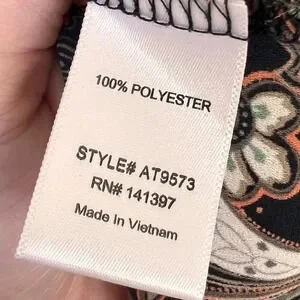 100% POLYESTER
STYLE# AT9573
RN# 141397
Made In Vietnam